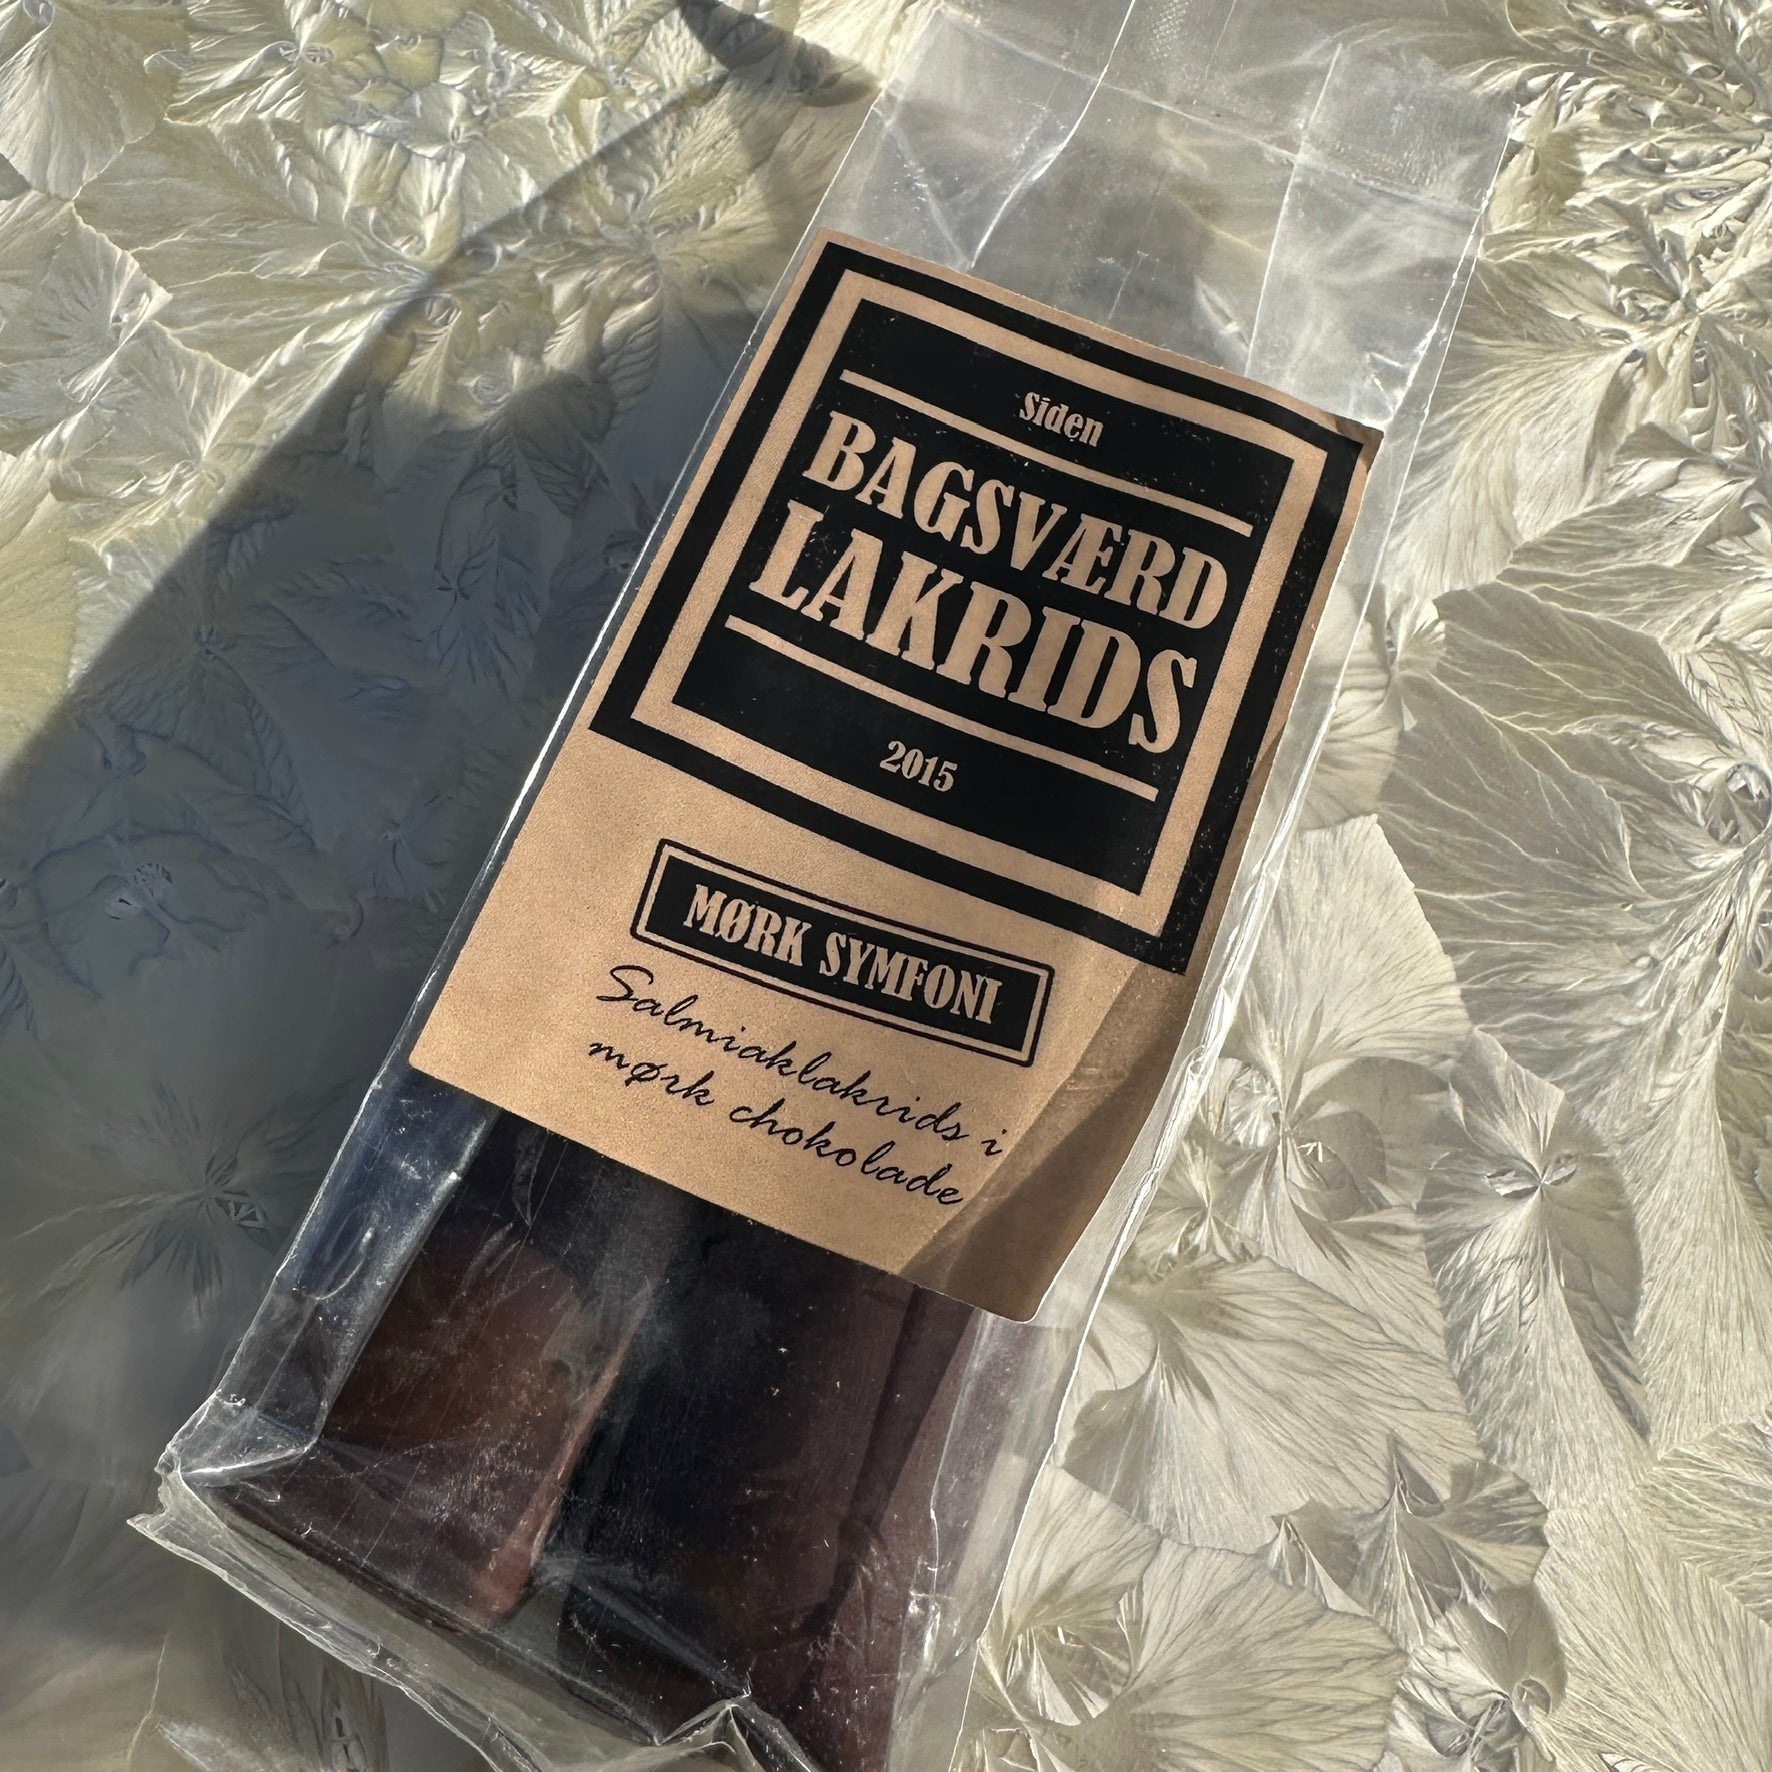 Siden
BAGSVÆRD
LAKRIDS
2015
MØRK SYMFONI
Salmiaklakrids i
mørk chokolade